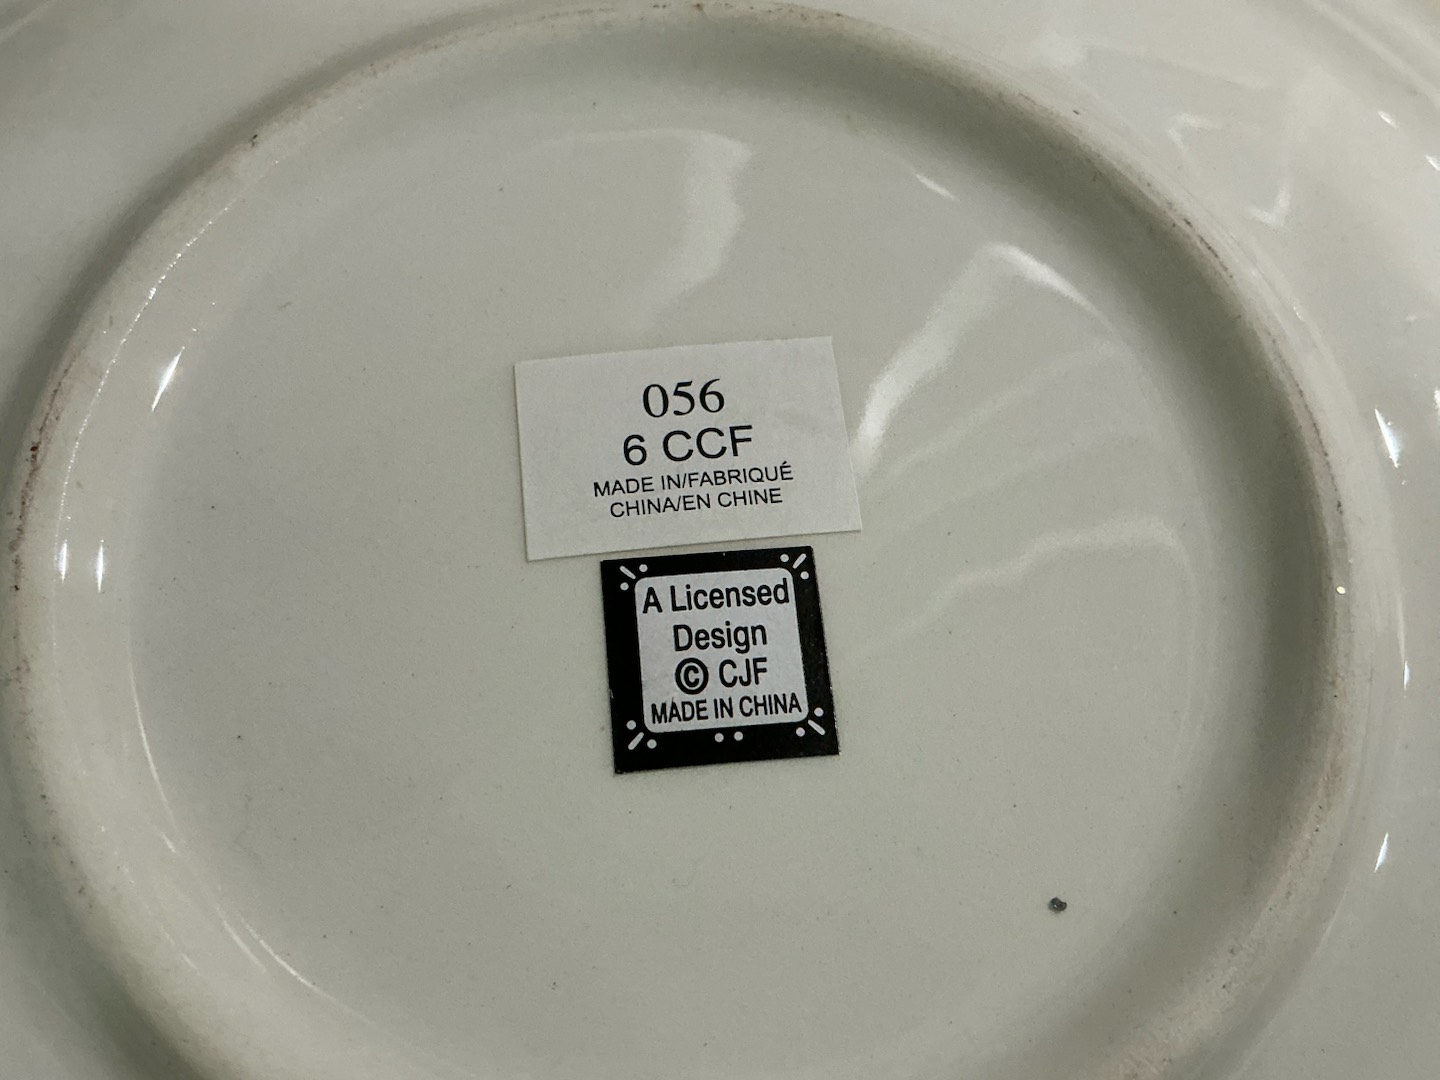 056
6 CCF
MADE IN/FABRIQUÉ
CHINA/EN CHINE
A Licensed
Design
© CJF
MADE IN CHINA